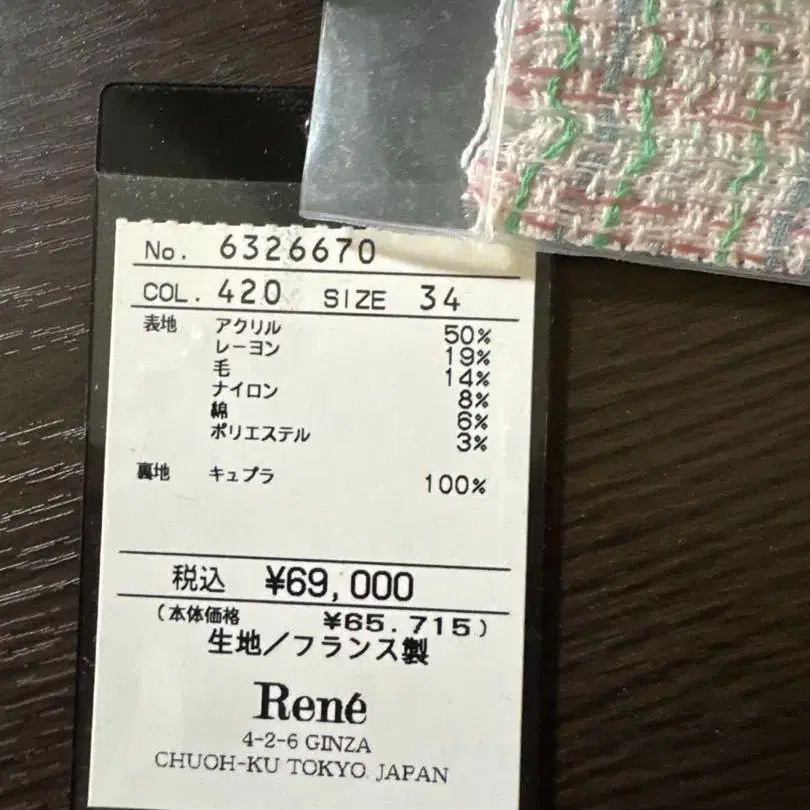 No. 6326670
COL. 420 SIZE 34
表地 アクリル 50%
レーヨン 19%
毛 14%
ナイロン 8%
綿 6%
ポリエステル 3%
裏地 キュプラ 100%
税込 ¥69,000
(本体価格 ¥65.715)
生地/フランス製
René
4-2-6 GINZA
CHUOH-KU TOKYO JAPAN